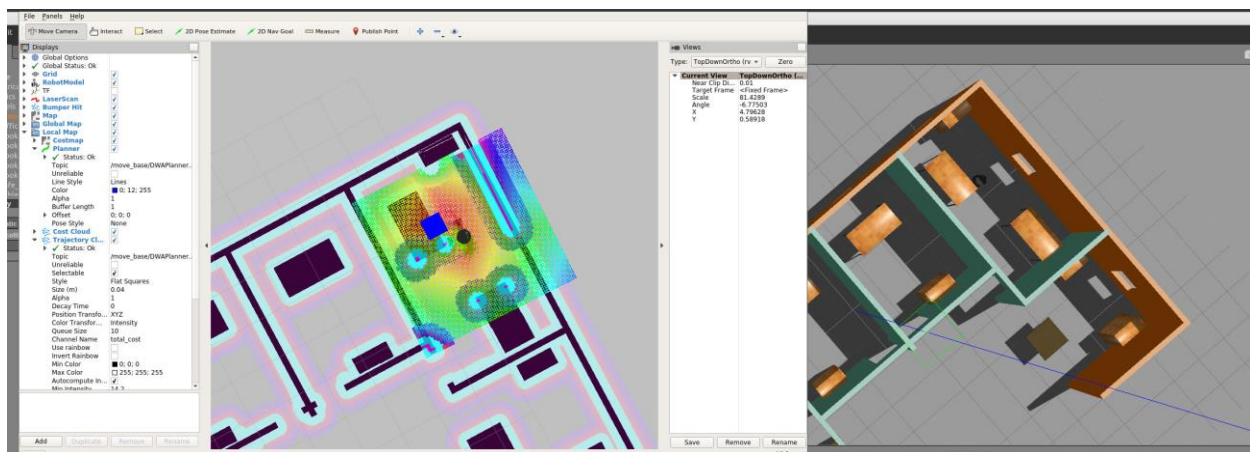 File Panels Help
Move Camera Interact Select 2D Pose Estimate 2D Nav Goal Measure Publish Point
Displays
Global Options
Global Status: Ok
Grid
RobotModel
TF
LaserScan
Bumper Hit
Map
Global Map
Local Map
Costmap
Planner
Status: Ok
Topic /move_base/DWAPlanner...
Unreliable
Line Style Lines
Color 0; 12; 255
Alpha 1
Buffer Length 1
Offset 0; 0; 0
Pose Style None
Cost Cloud
Trajectory Cl...
Status: Ok
Topic /move_base/DWAPlanner...
Unreliable
Selectable
Style Flat Squares
Size (m) 0.04
Alpha 1
Decay Time 0
Position Transfo... XYZ
Color Transfor... Intensity
Queue Size 10
Channel Name total_cost
Use rainbow
Invert Rainbow
Min Color 0; 0; 0
Max Color 255; 255; 255
Autocompute In...
Min Intensity 14.2
Add Duplicate Remove Rename
Views
Type: TopDownOrtho (rv Zero
Current View TopDownOrtho (...
Near Clip Di... 0.01
Target Frame <Fixed Frame>
Scale 81.4289
Angle -6.77503
X 4.79628
Y 0.58918
Save Remove Rename